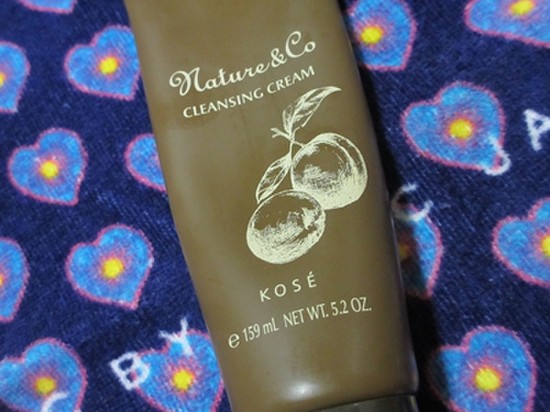 Nature & Co
CLEANSING CREAM
KOSÉ
e 159 mL NET WT. 5.2 OZ.
B
A
C
C
B
Y